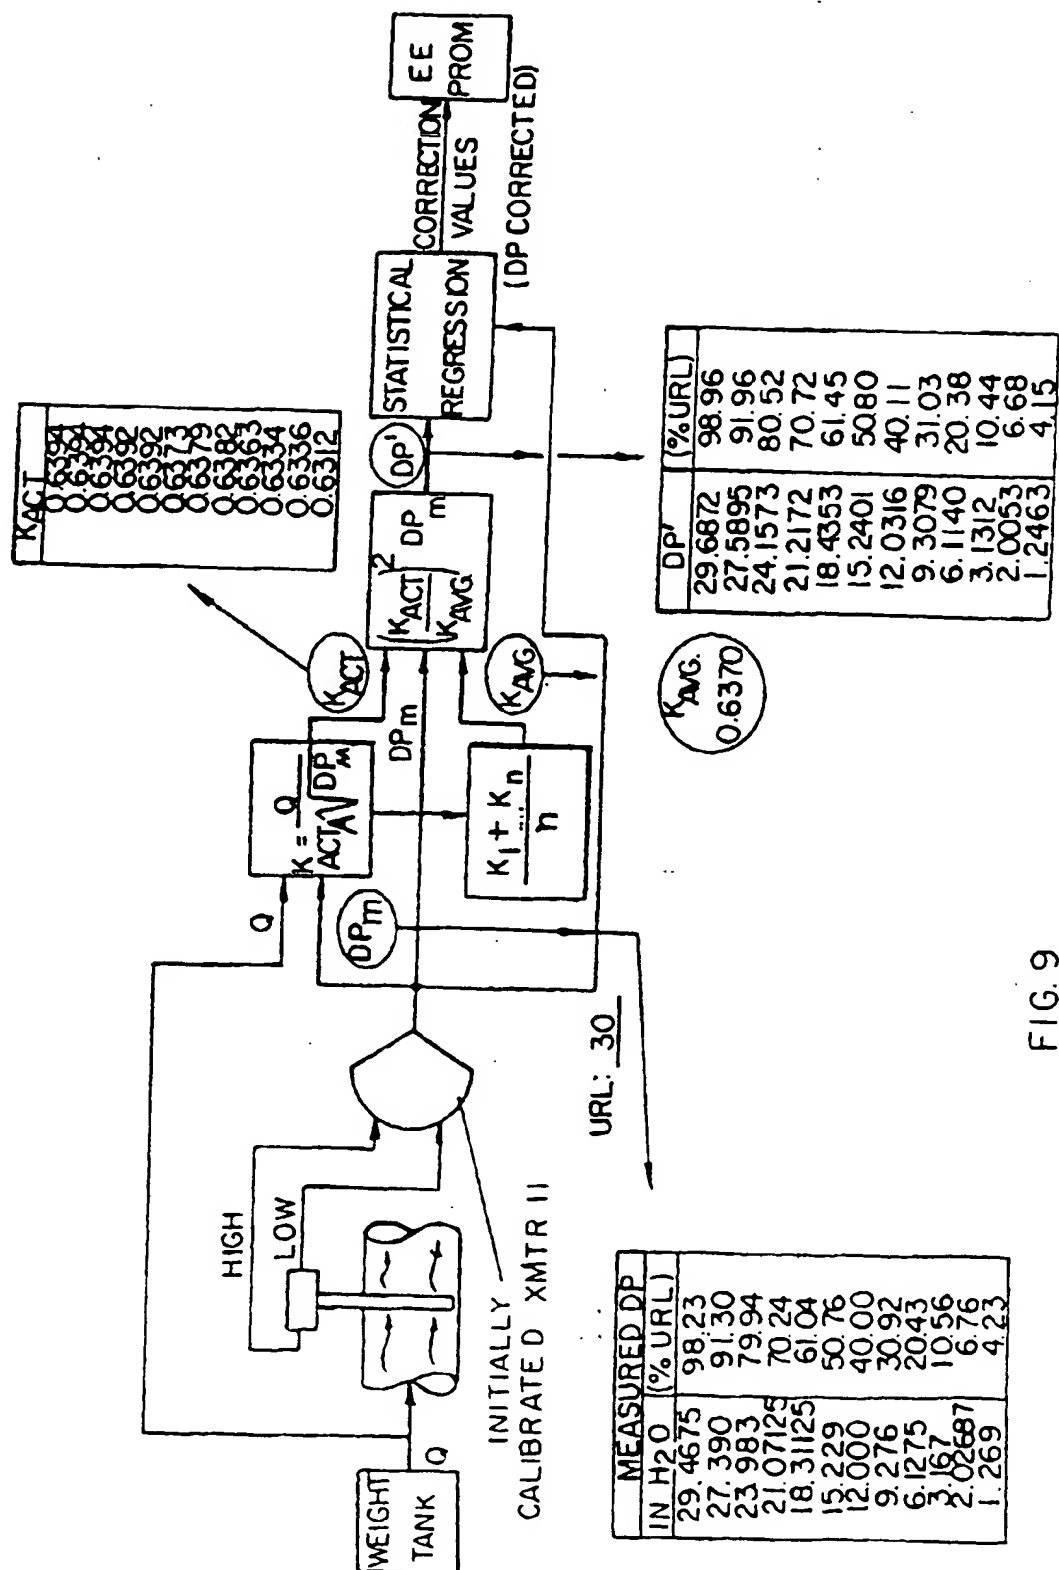 WEIGHT
TANK
Q
HIGH
LOW
INITIALLY
CALIBRATED XMTR 11
Q
K = Q
ACT A√DPM
DPm
K1 + ... Kn
n
KACT
DPm
KAVG
(KACT
KAVG)2 DPm
DP'
STATISTICAL
REGRESSION
CORRECTION
VALUES
(DP CORRECTED)
EE
PROM
KACT
0.6394
0.6394
0.6392
0.6392
0.6373
0.6379
0.6382
0.6363
0.6334
0.6336
0.6312
URL: 30
MEASURED DP
IN H2O (% URL)
29.4675 98.23
27.390 91.30
23.983 79.94
21.07125 70.24
18.31125 61.04
15.229 50.76
12.000 40.00
9.276 30.92
6.1275 20.43
3.167 10.56
2.02687 6.76
1.269 4.23
KAVG.
0.6370
DP' (%URL)
29.6872 98.96
27.5895 91.96
24.1573 80.52
21.2172 70.72
18.4353 61.45
15.2401 50.80
12.0316 40.11
9.3079 31.03
6.1140 20.38
3.1312 10.44
2.0053 6.68
1.2463 4.15
FIG. 9